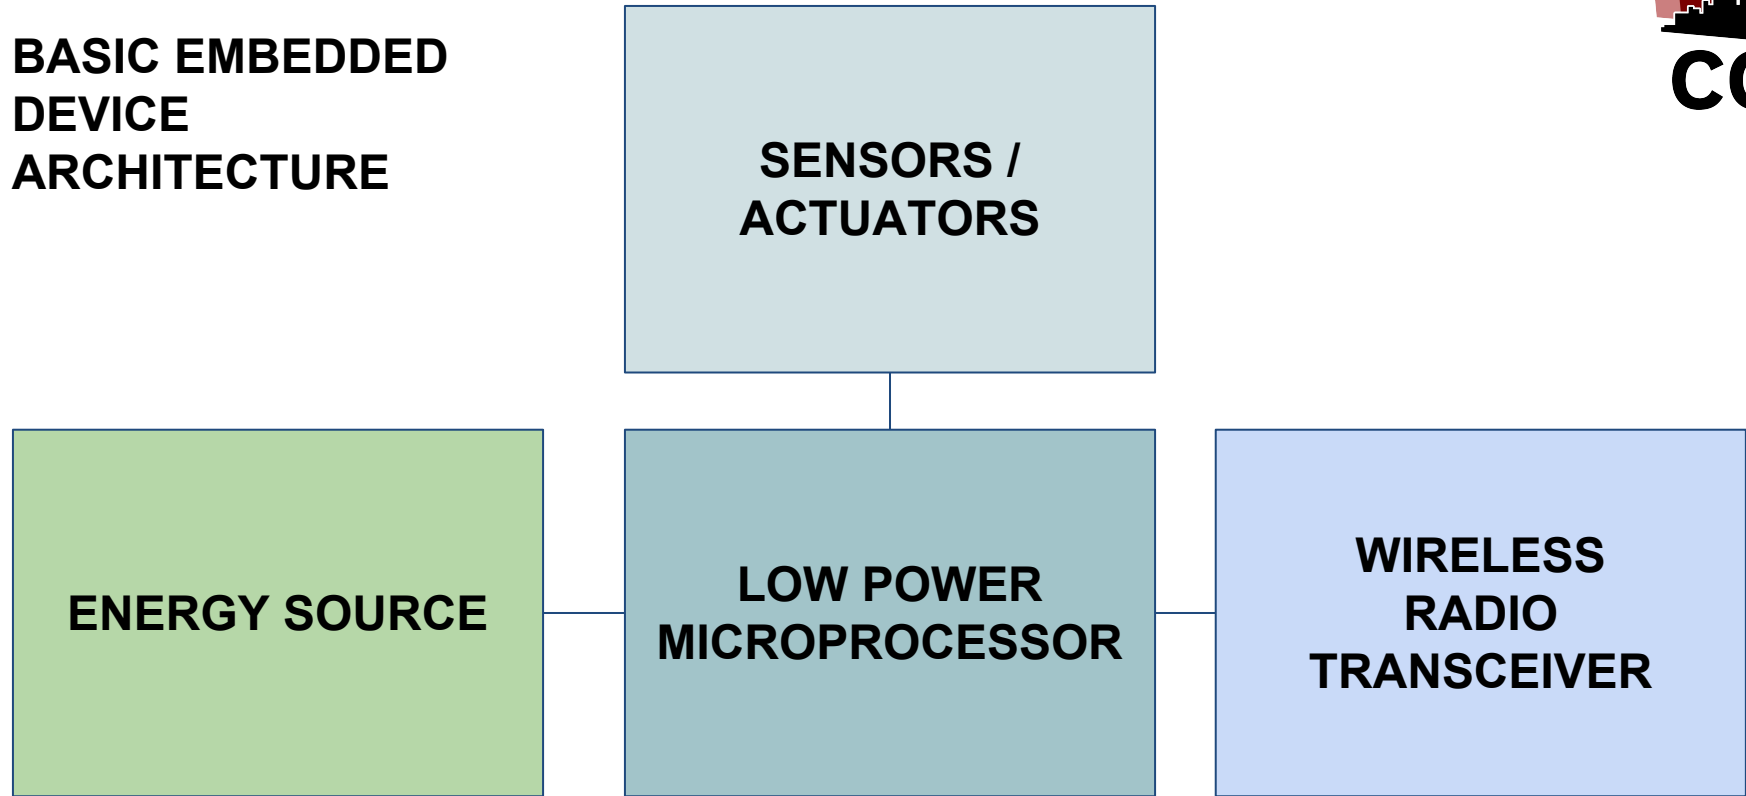 BASIC EMBEDDED
DEVICE
ARCHITECTURE
SENSORS /
ACTUATORS
ENERGY SOURCE
LOW POWER
MICROPROCESSOR
WIRELESS
RADIO
TRANSCEIVER